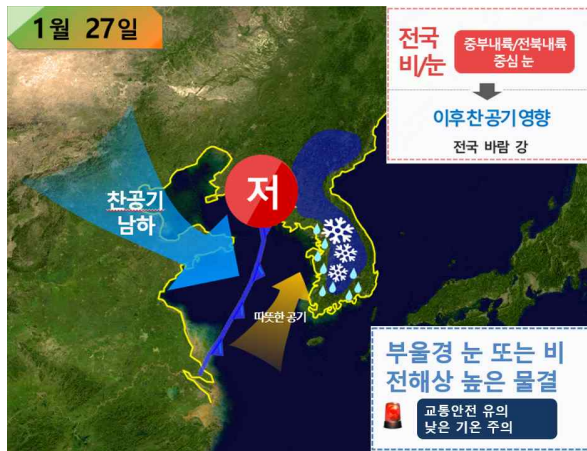 1월 27일
전국
비/눈
중부내륙/전북내륙
중심 눈
이후 찬 공기 영향
전국 바람 강
저
찬공기
남하
따뜻한 공기
부울경 눈 또는 비
전해상 높은 물결
교통안전 유의
낮은 기온 주의